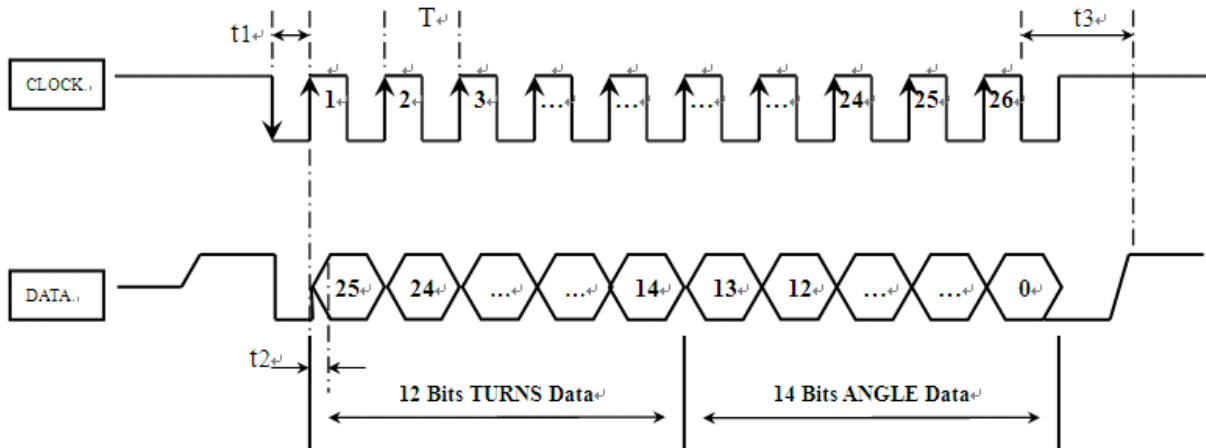 t1↵ T↵ t3↵
CLOCK↵
↵ ↵ ↵ ↵ ↵ ↵ ↵ ↵ ↵ ↵
1↵ 2↵ 3↵ ...↵ ...↵ ...↵ ...↵ 24↵ 25↵ 26↵
DATA↵
25↵ 24↵ ...↵ ...↵ 14↵ 13↵ 12↵ ...↵ ...↵ 0↵
t2↵
12 Bits TURNS Data↵ 14 Bits ANGLE Data↵